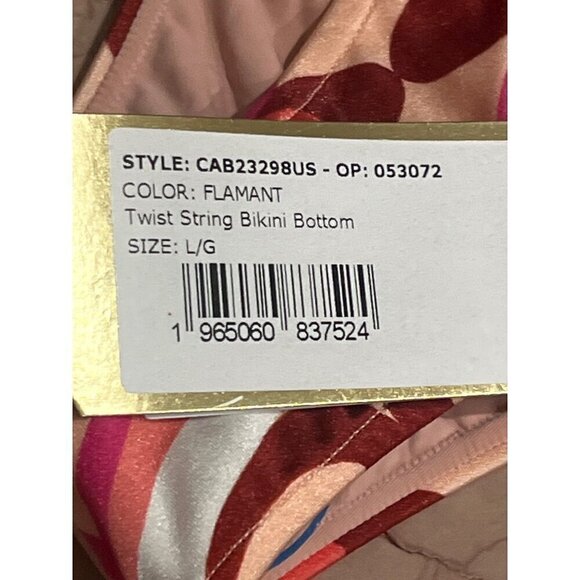 STYLE: CAB23298US - OP: 053072
COLOR: FLAMANT
Twist String Bikini Bottom
SIZE: L/G
1 965060 837524